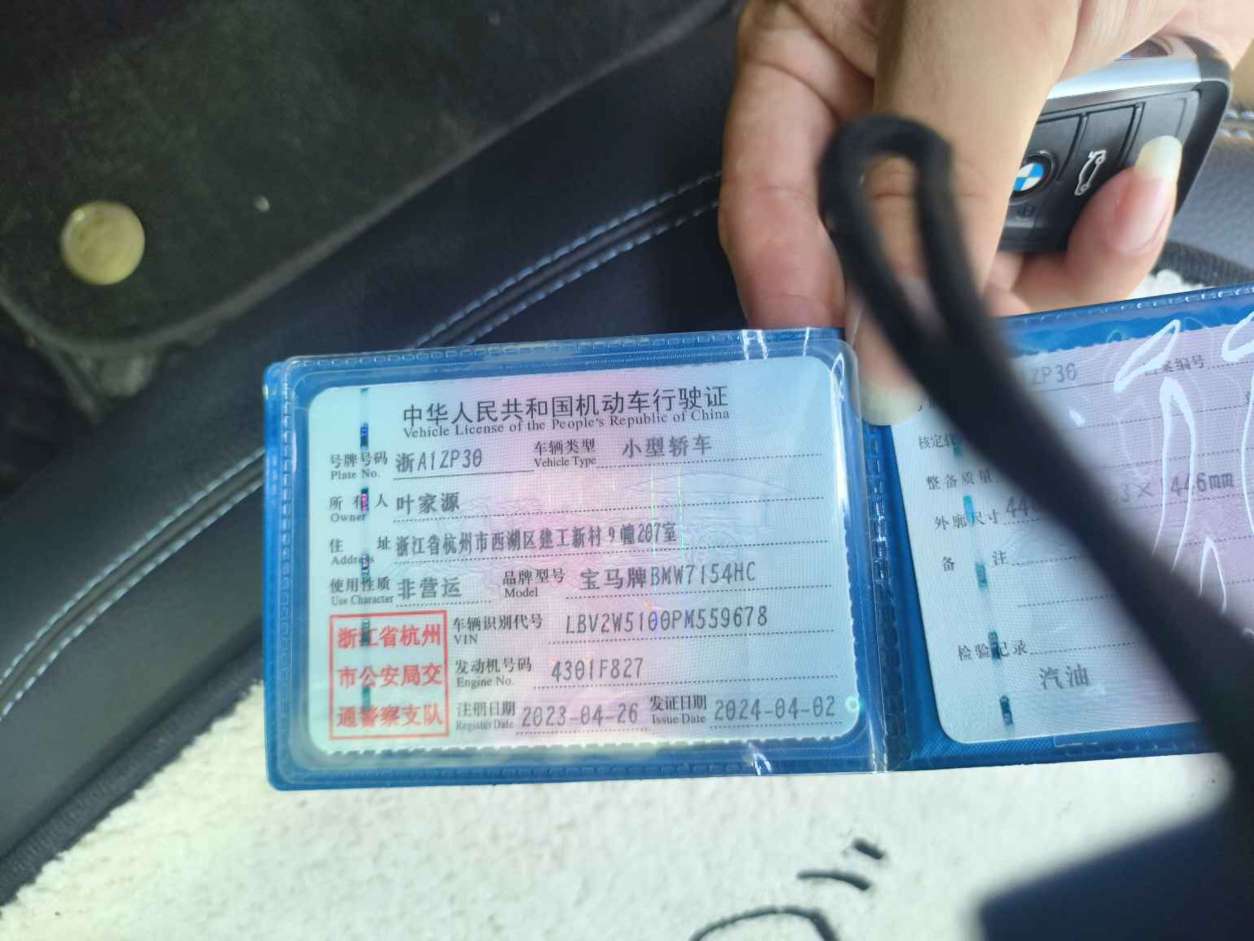 中华人民共和国机动车行驶证
Vehicle License of the People's Republic of China
号牌号码 浙A1ZP30 车辆类型 小型轿车
Plate No. Vehicle Type
所有人 叶家源
Owner
住址 浙江省杭州市西湖区建工新村9幢207室
Address
使用性质 非营运 品牌型号 宝马牌BMW7154HC
Use Character Model
浙江省杭州
市公安局交
通警察支队
车辆识别代号 LBV2W5100PM559678
VIN
发动机号码 4301F827
Engine No.
注册日期 2023-04-26 发证日期 2024-04-02
Register Date Issue Date
1ZP30 编号
核定
整备质量
外廓尺寸 44 446mm
备注
检验记录
汽油